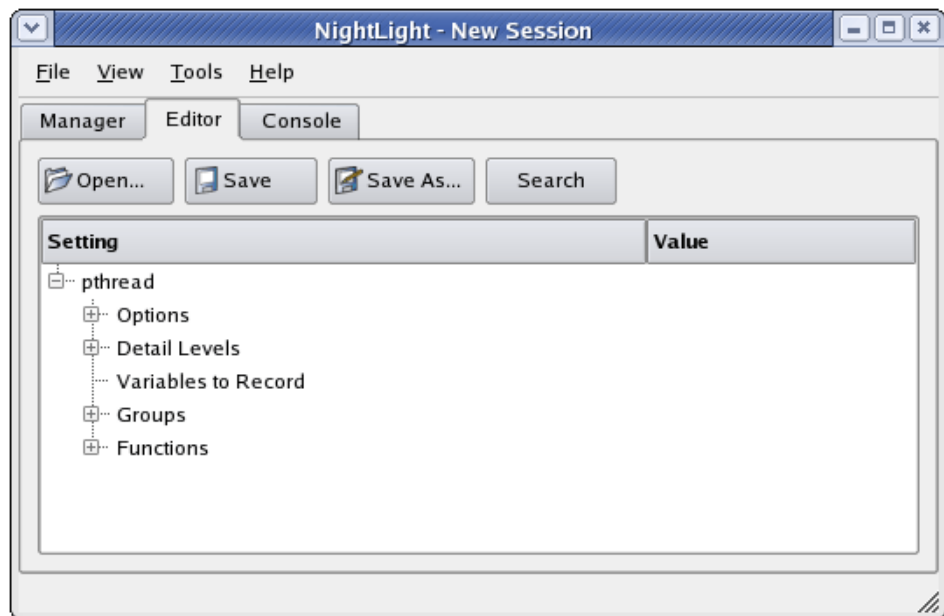 NightLight - New Session
File View Tools Help
Manager Editor Console
Open... Save Save As... Search
Setting Value
pthread
Options
Detail Levels
Variables to Record
Groups
Functions